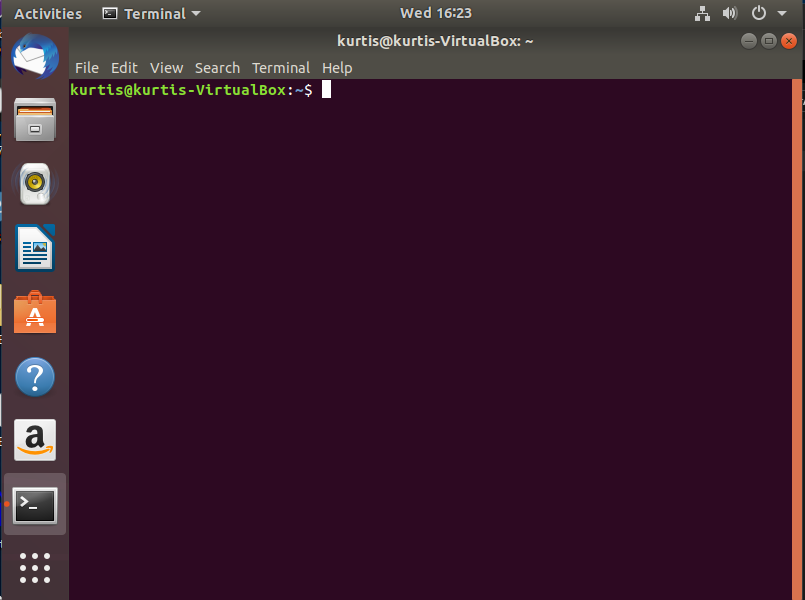 Activities Terminal Wed 16:23
kurtis@kurtis-VirtualBox: ~
File Edit View Search Terminal Help
kurtis@kurtis-VirtualBox:~$